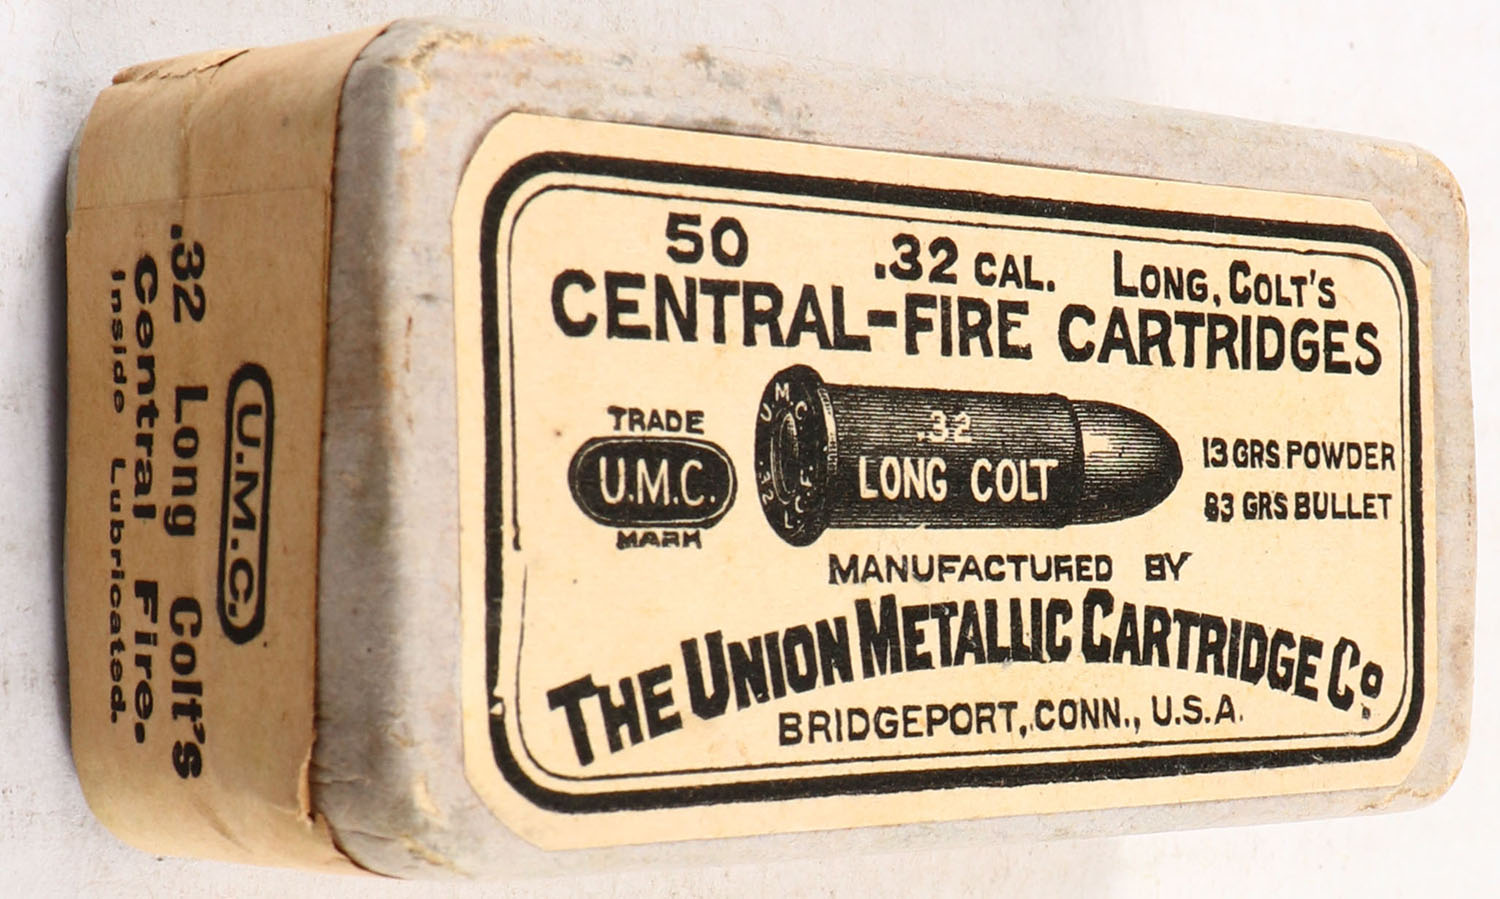 50 .32 CAL. LONG, COLT'S
CENTRAL-FIRE CARTRIDGES
TRADE
U.M.C.
MARK
U.M.C.
.32 L.C.F.
.32
LONG COLT
13 GRS. POWDER
83 GRS BULLET
MANUFACTURED BY
THE UNION METALLIC CARTRIDGE CO.
BRIDGEPORT, CONN., U.S.A.
U.M.C.
.32 Long Colt's
Central Fire.
Inside Lubricated.